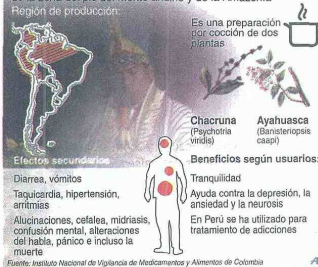 Región de producción:
Es una preparación
por cocción de dos
plantas
Chacruna
(Psychotria
viridis)
Ayahuasca
(Banisteriopsis
caapi)
Efectos secundarios
Diarrea, vómitos
Taquicardia, hipertensión,
arritmias
Alucinaciones, cefalea, midriasis,
confusión mental, alteraciones
del habla, pánico e incluso la
muerte
Beneficios según usuarios:
Tranquilidad
Ayuda contra la depresión, la
ansiedad y la neurosis
En Perú se ha utilizado para
tratamiento de adicciones
Fuente: Instituto Nacional de Vigilancia de Medicamentos y Alimentos de Colombia